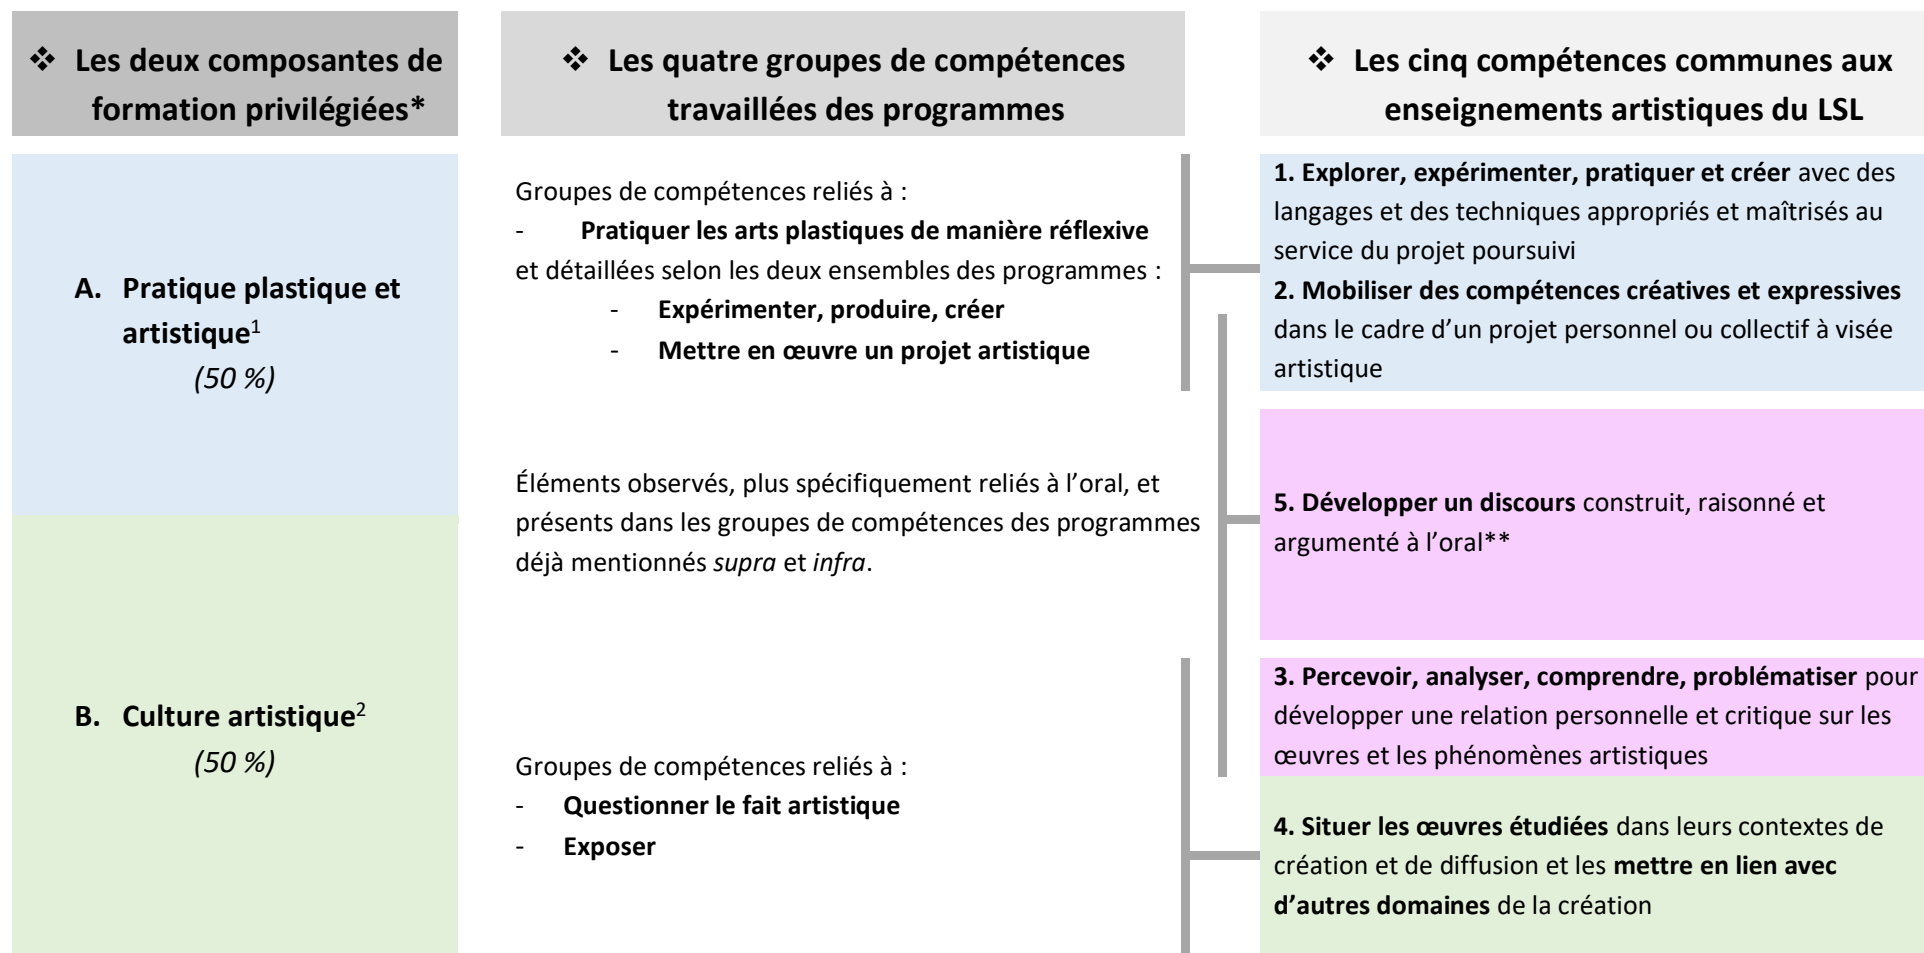 ❖ Les deux composantes de
formation privilégiées*
❖ Les quatre groupes de compétences
travaillées des programmes
❖ Les cinq compétences communes aux
enseignements artistiques du LSL
A. Pratique plastique et
artistique1
(50 %)
B. Culture artistique2
(50 %)
Groupes de compétences reliés à :
- Pratiquer les arts plastiques de manière réflexive
et détaillées selon les deux ensembles des programmes :
- Expérimenter, produire, créer
- Mettre en œuvre un projet artistique
Éléments observés, plus spécifiquement reliés à l’oral, et
présents dans les groupes de compétences des programmes
déjà mentionnés supra et infra.
Groupes de compétences reliés à :
- Questionner le fait artistique
- Exposer
1. Explorer, expérimenter, pratiquer et créer avec des
langages et des techniques appropriés et maîtrisés au
service du projet poursuivi
2. Mobiliser des compétences créatives et expressives
dans le cadre d’un projet personnel ou collectif à visée
artistique
5. Développer un discours construit, raisonné et
argumenté à l’oral**
3. Percevoir, analyser, comprendre, problématiser pour
développer une relation personnelle et critique sur les
œuvres et les phénomènes artistiques
4. Situer les œuvres étudiées dans leurs contextes de
création et de diffusion et les mettre en lien avec
d’autres domaines de la création